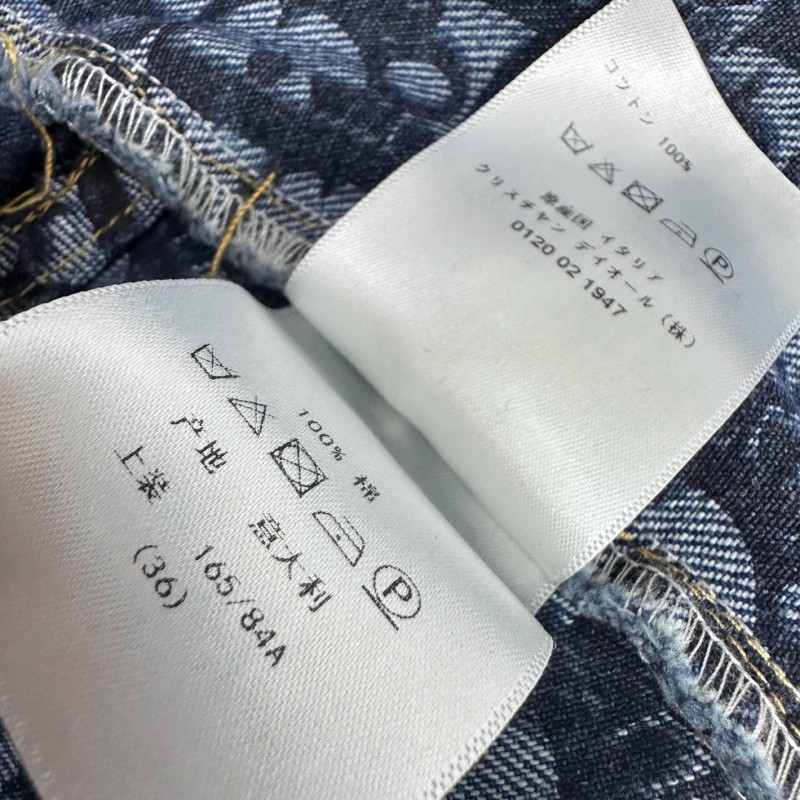 コットン 100%
P
原産国 イタリア
クリスチャン デイオール (株)
0120 02 1947
100% 棉
P
产地 意大利
上装 165/84A
(36)